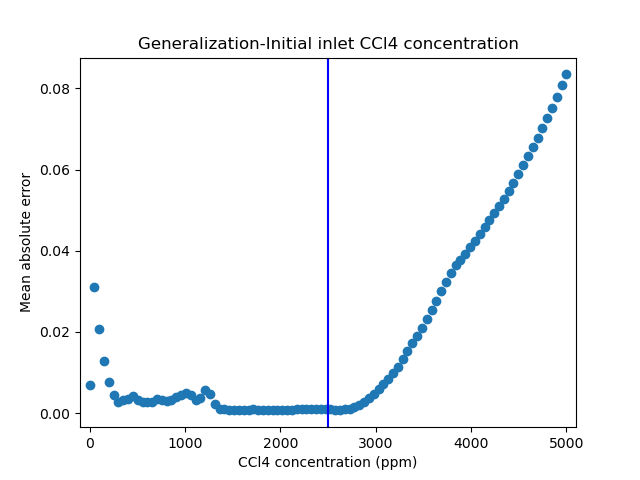 Generalization-Initial inlet CCl4 concentration
0.08
0.06
0.04
0.02
0.00
Mean absolute error
0 1000 2000 3000 4000 5000
CCl4 concentration (ppm)